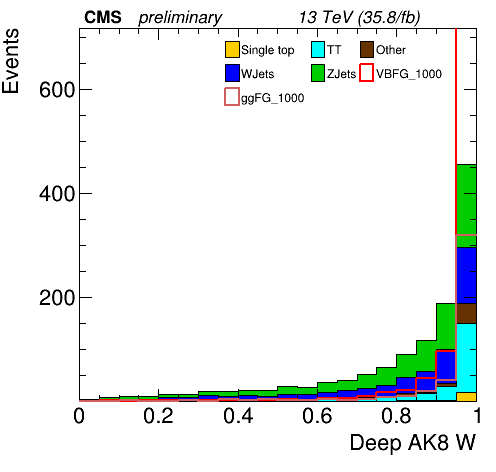 CMS preliminary 13 TeV (35.8/fb)
Events
Single top TT Other
WJets ZJets VBFG_1000
ggFG_1000
600
400
200
0 0.2 0.4 0.6 0.8 1
Deep AK8 W